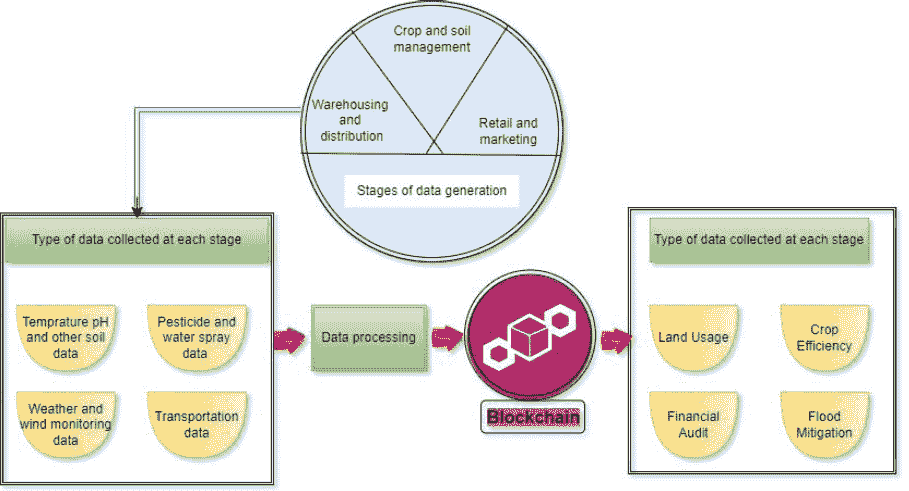 Crop and soil
management
Warehousing
and
distribution
Retail and
marketing
Stages of data generation
Type of data collected at each stage
Temprature pH
and other soil
data
Pesticide and
water spray
data
Weather and
wind monitoring
data
Transportation
data
Data processing
Blockchain
Type of data collected at each stage
Land Usage
Crop
Efficiency
Financial
Audit
Flood
Mitigation